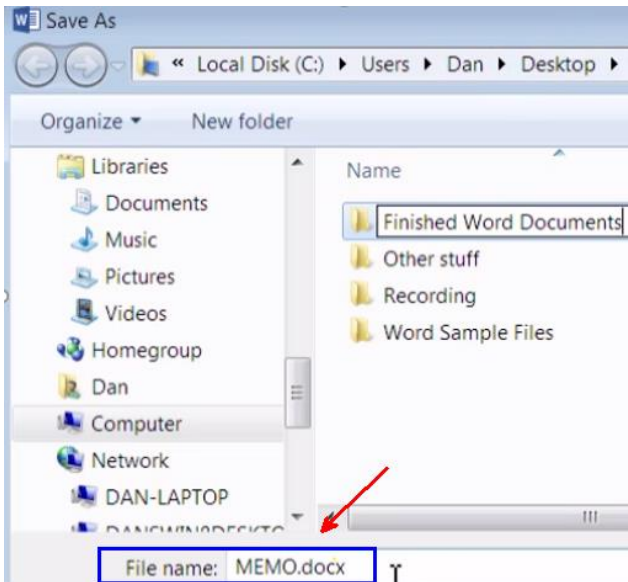 Save As
« Local Disk (C:) ▸ Users ▸ Dan ▸ Desktop ▸
Organize ▾ New folder
Libraries
Documents
Music
Pictures
Videos
Homegroup
Dan
Computer
Network
DAN-LAPTOP
Name
Finished Word Documents
Other stuff
Recording
Word Sample Files
File name: MEMO.docx